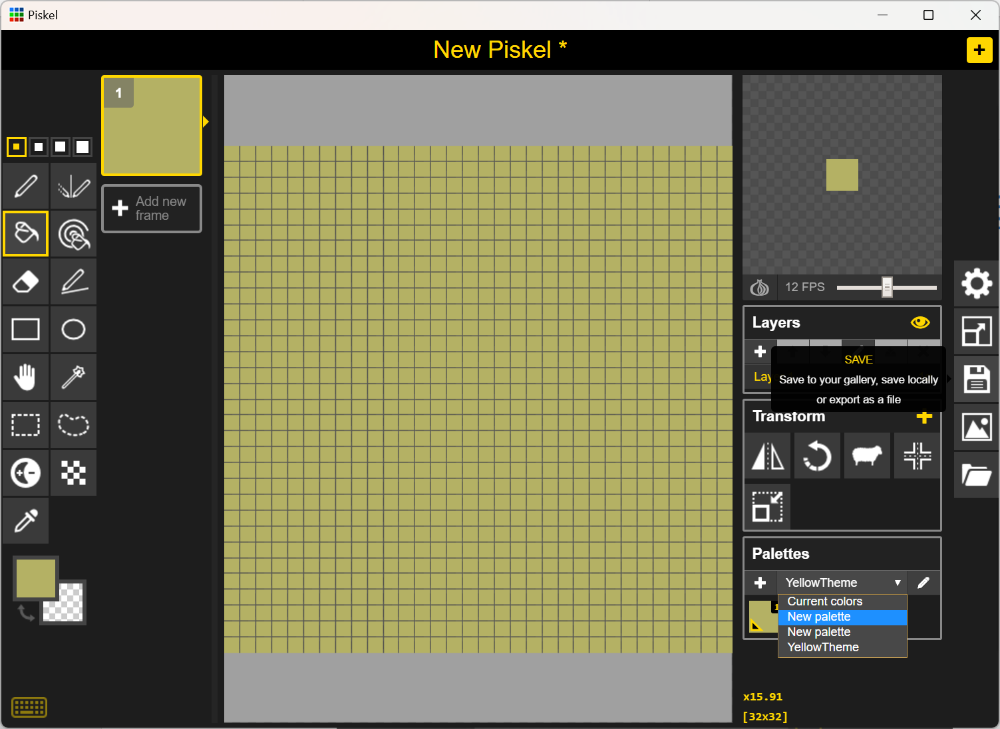 Piskel
New Piskel *
1
Add new
frame
12 FPS
Layers
Lay
SAVE
Save to your gallery, save locally
or export as a file
Transform
Palettes
YellowTheme
1
Current colors
New palette
New palette
YellowTheme
x15.91
[32x32]